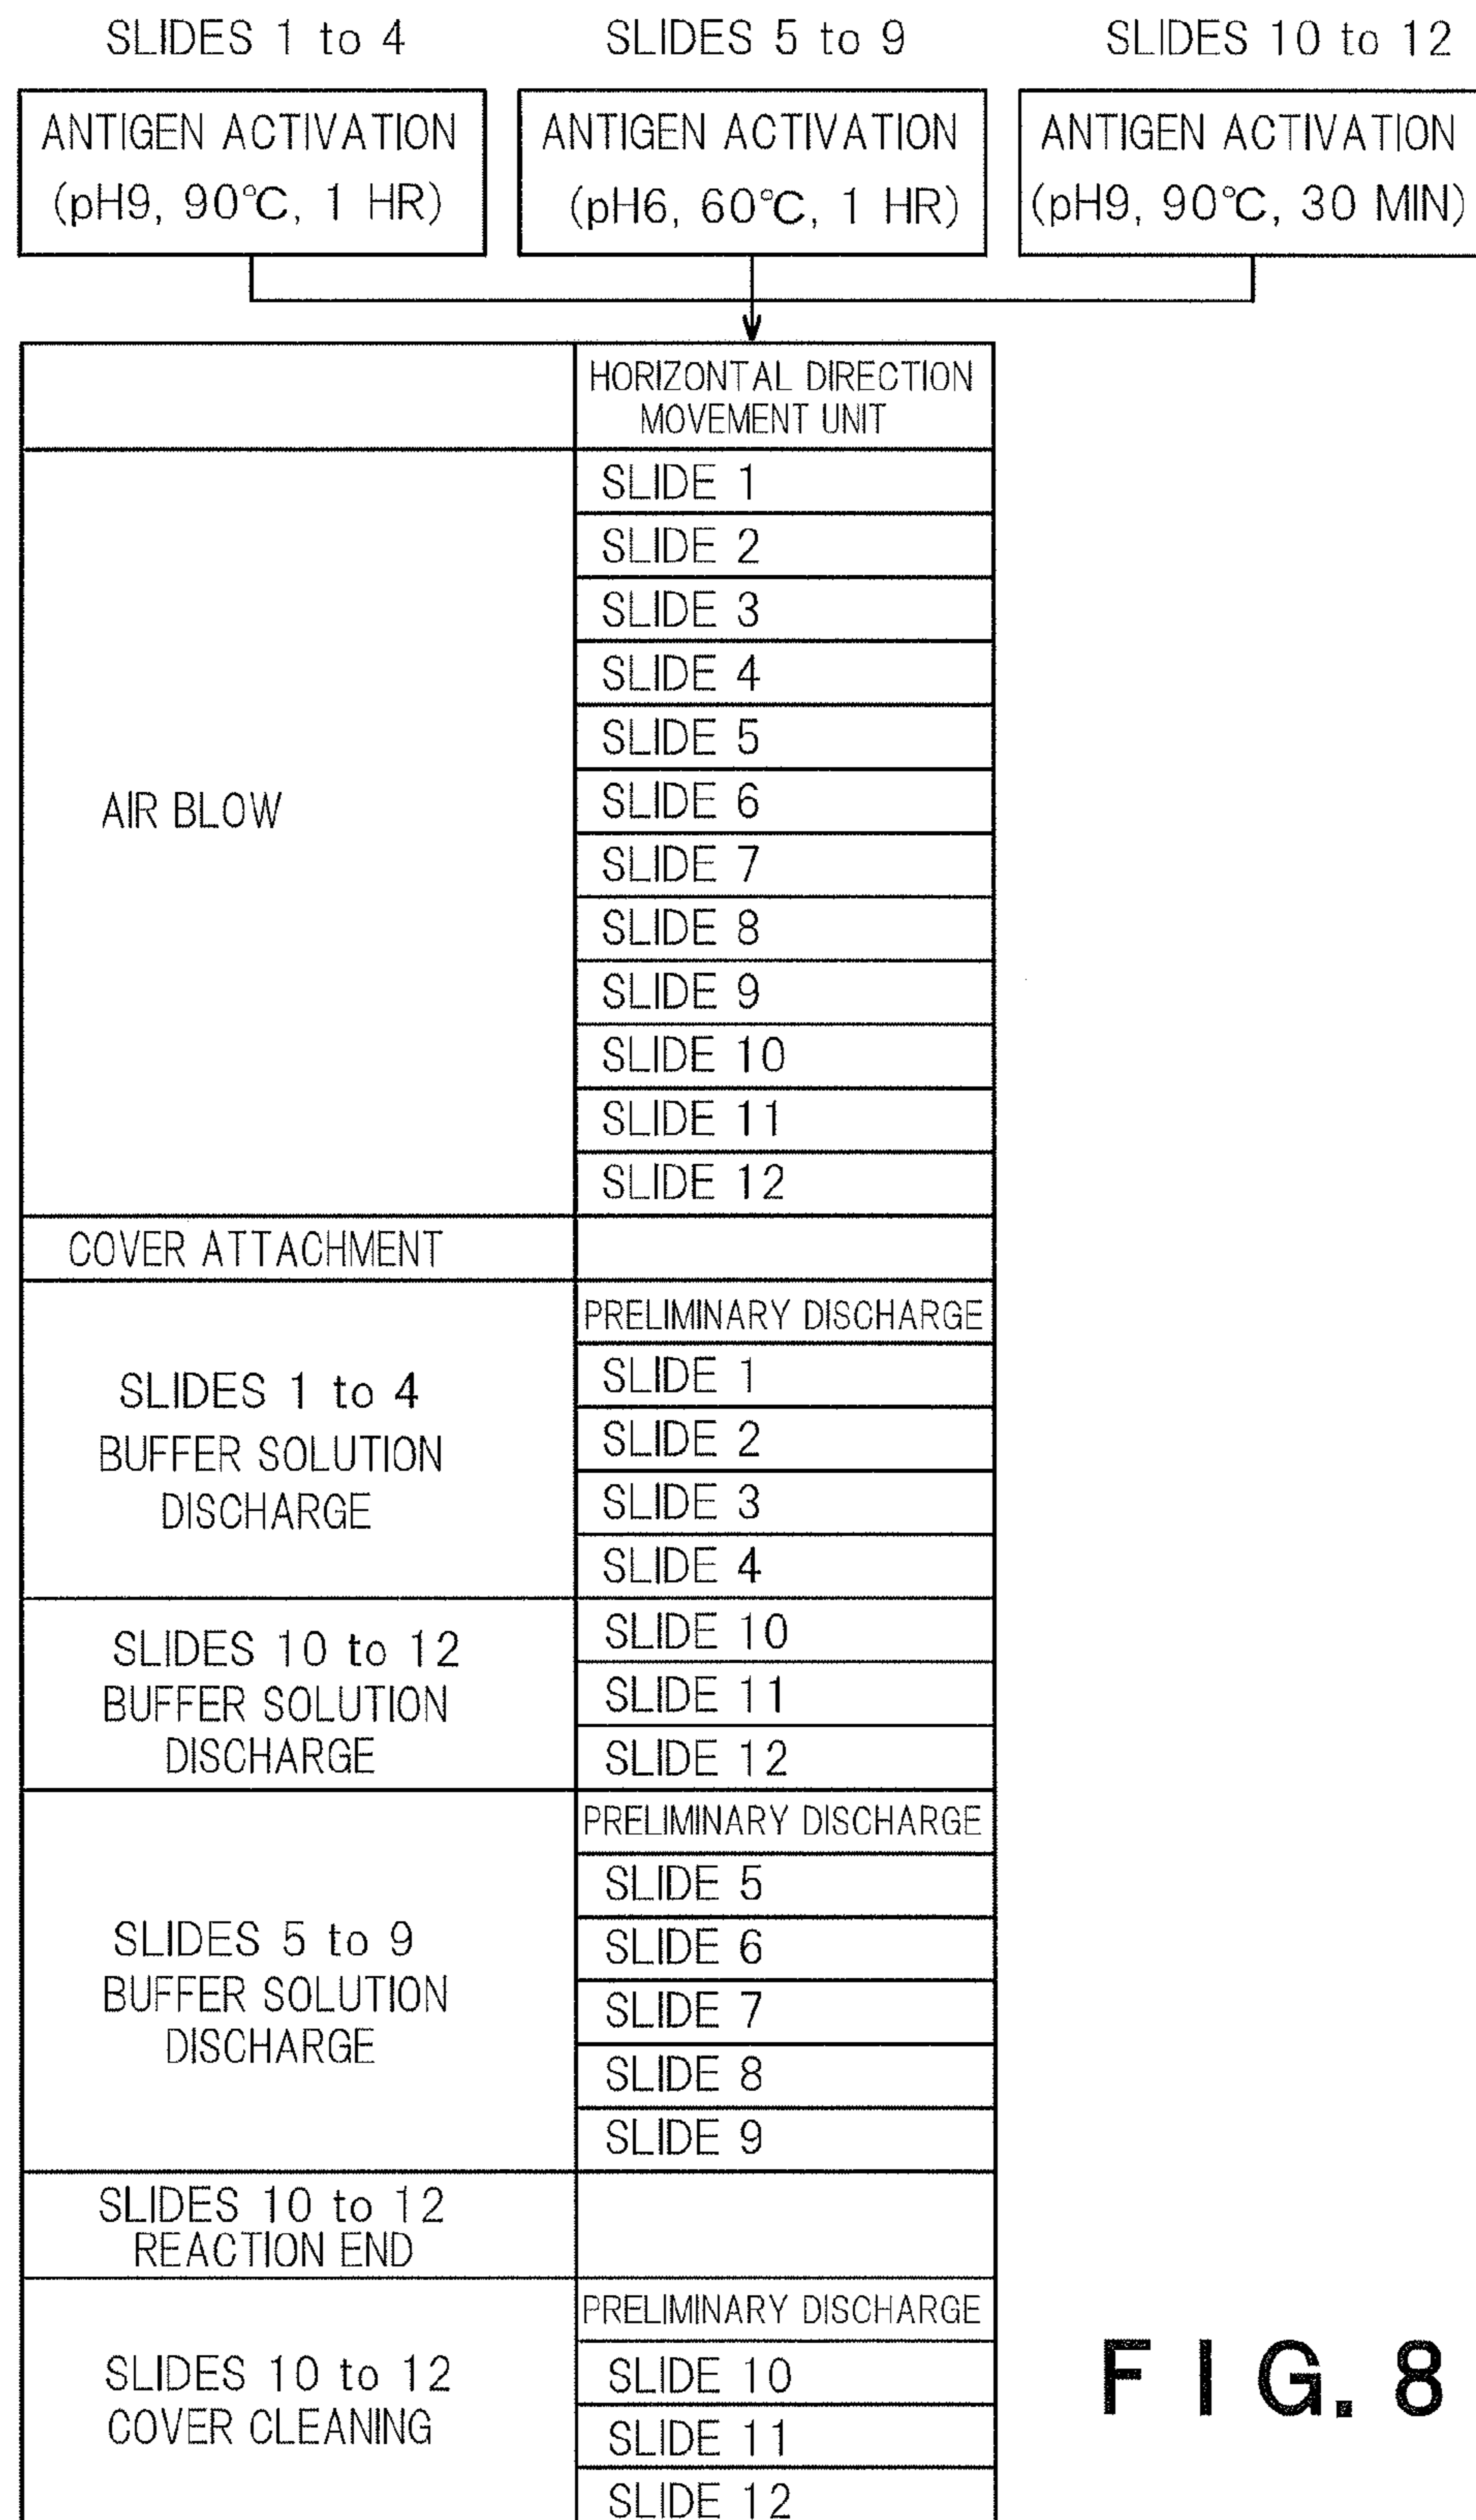 SLIDES 1 to 4
SLIDES 5 to 9
SLIDES 10 to 12
ANTIGEN ACTIVATION
(pH9, 90℃, 1 HR)
ANTIGEN ACTIVATION
(pH6, 60℃, 1 HR)
ANTIGEN ACTIVATION
(pH9, 90℃, 30 MIN)
HORIZONTAL DIRECTION
MOVEMENT UNIT
AIR BLOW
SLIDE 1
SLIDE 2
SLIDE 3
SLIDE 4
SLIDE 5
SLIDE 6
SLIDE 7
SLIDE 8
SLIDE 9
SLIDE 10
SLIDE 11
SLIDE 12
COVER ATTACHMENT
SLIDES 1 to 4
BUFFER SOLUTION
DISCHARGE
PRELIMINARY DISCHARGE
SLIDE 1
SLIDE 2
SLIDE 3
SLIDE 4
SLIDES 10 to 12
BUFFER SOLUTION
DISCHARGE
SLIDE 10
SLIDE 11
SLIDE 12
SLIDES 5 to 9
BUFFER SOLUTION
DISCHARGE
PRELIMINARY DISCHARGE
SLIDE 5
SLIDE 6
SLIDE 7
SLIDE 8
SLIDE 9
SLIDES 10 to 12
REACTION END
SLIDES 10 to 12
COVER CLEANING
PRELIMINARY DISCHARGE
SLIDE 10
SLIDE 11
SLIDE 12
FIG. 8